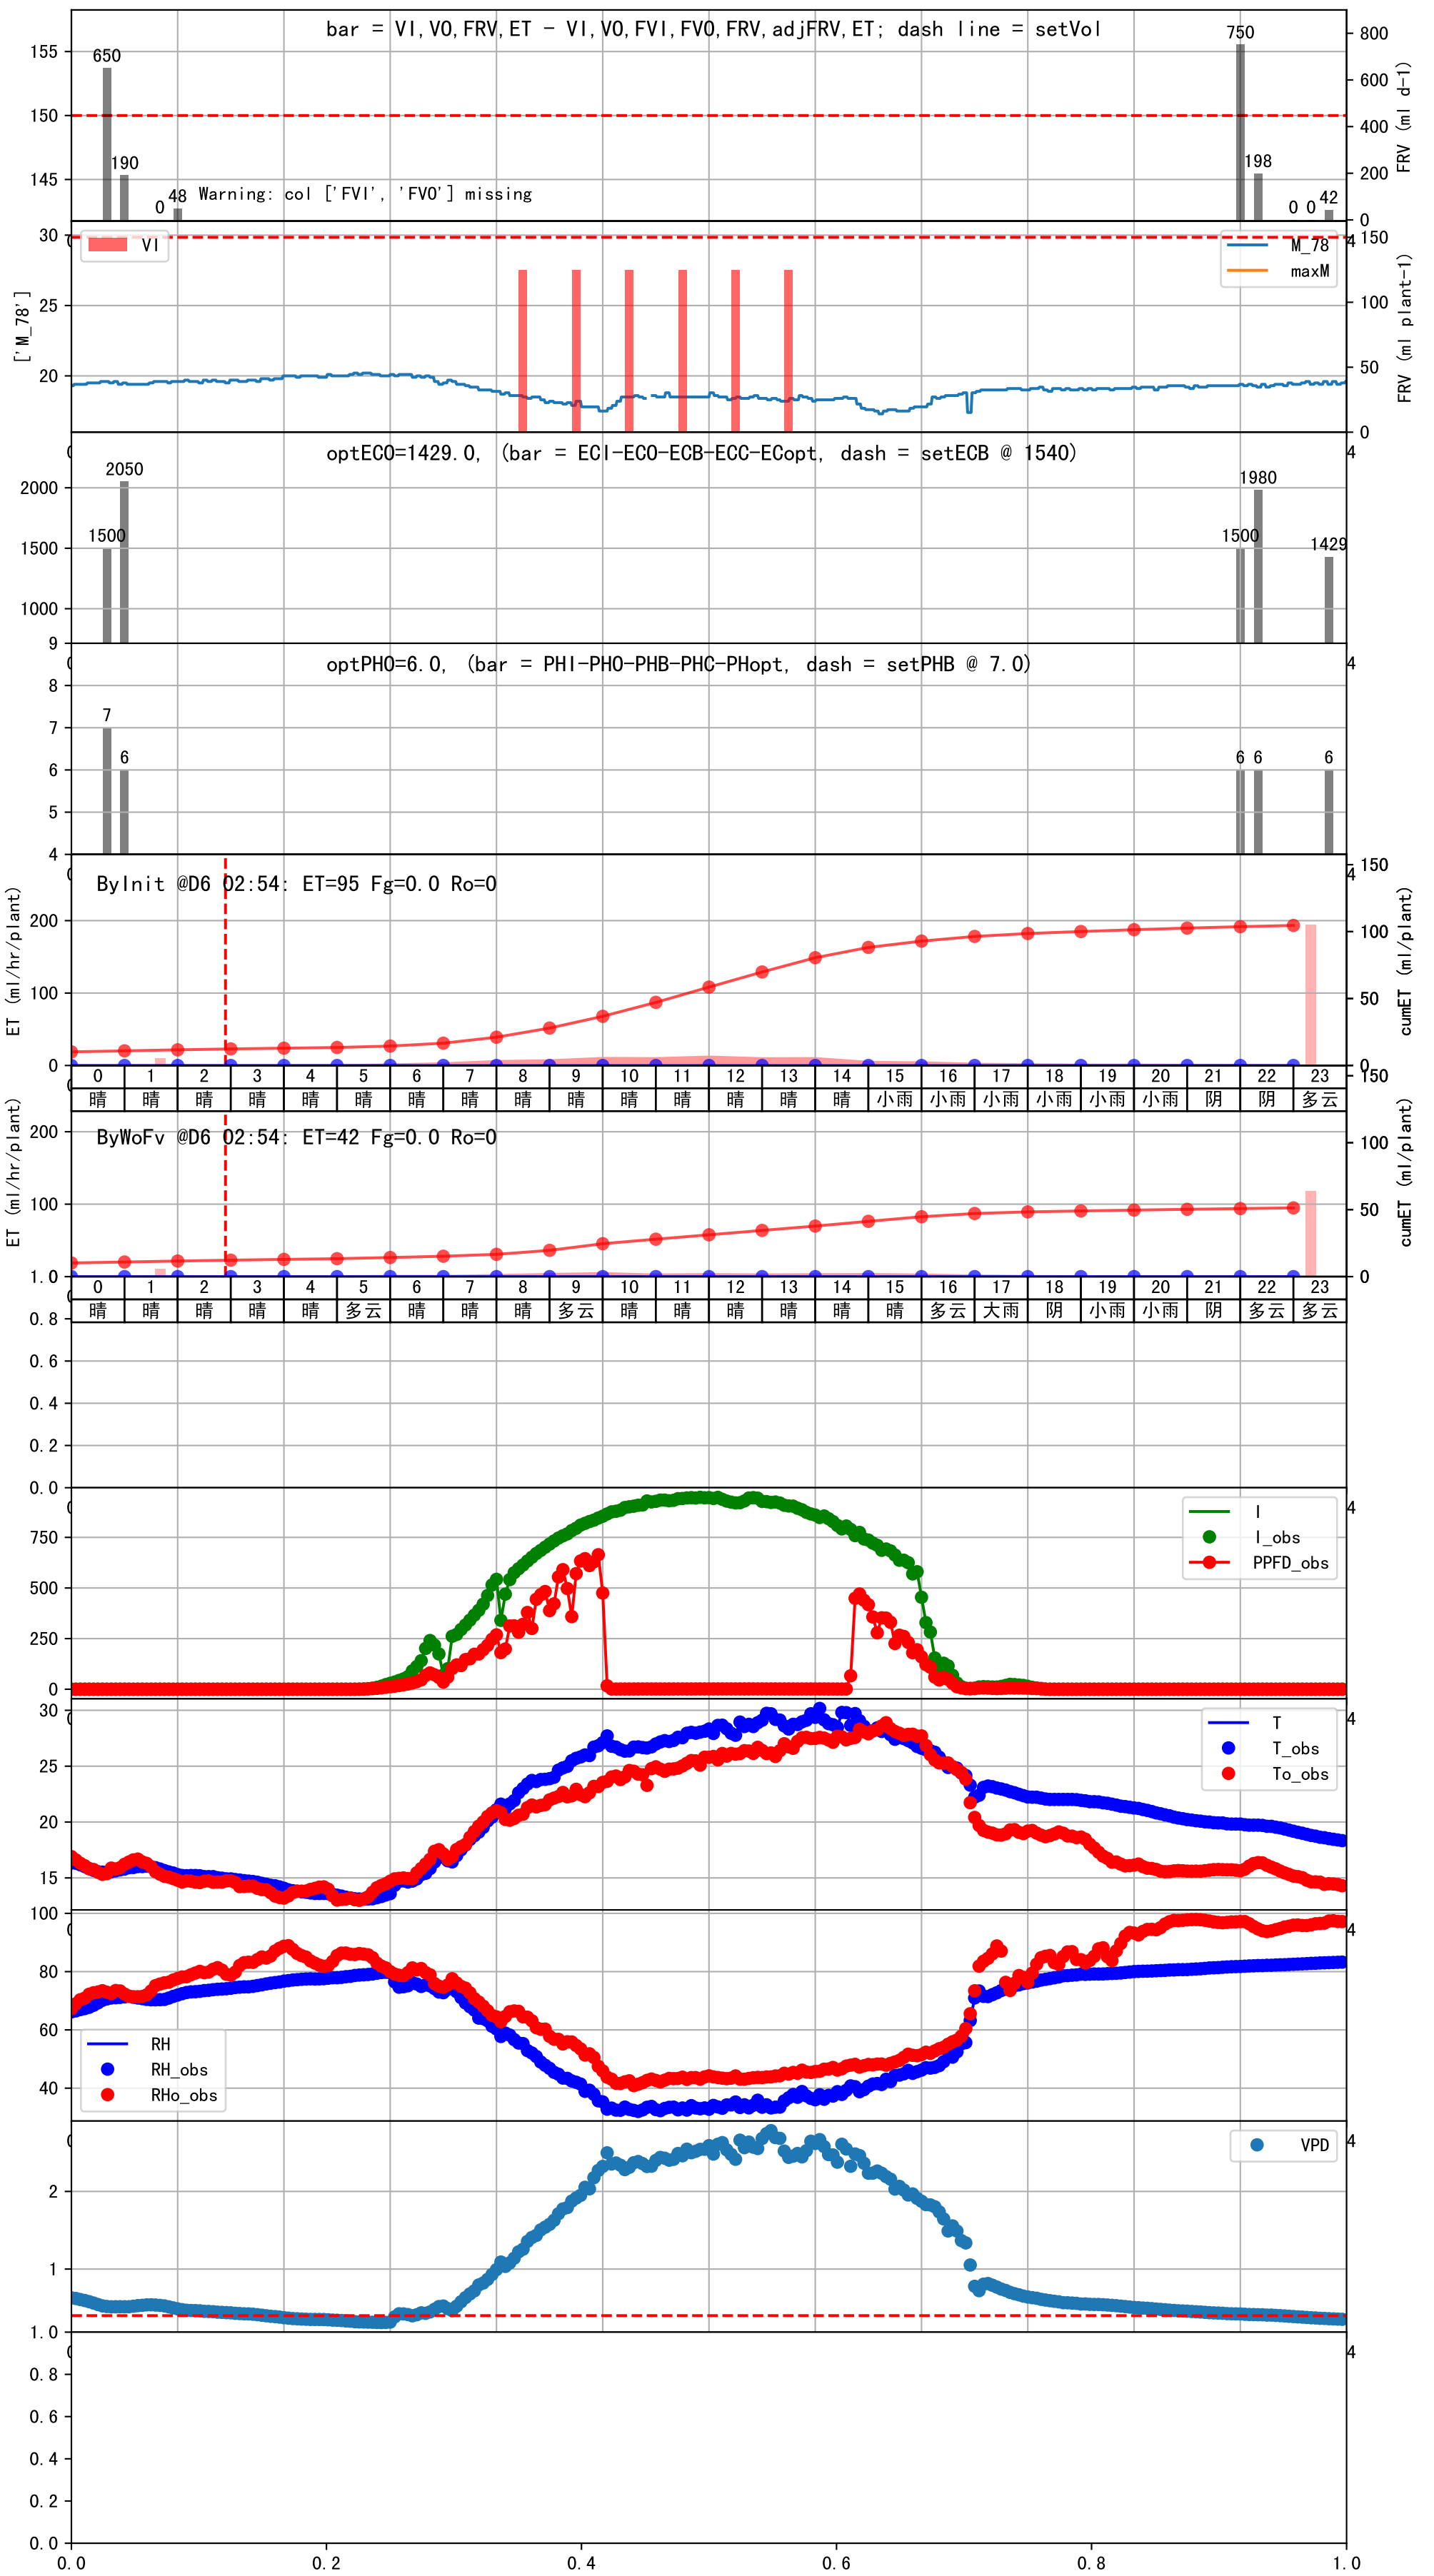 bar = VI,VO,FRV,ET - VI,VO,FVI,FVO,FRV,adjFRV,ET; dash line = setVol
155
150
145
650
190
0
48
Warning: col ['FVI', 'FVO'] missing
750
198
0
0
42
800
600
400
200
0
FRV (ml d-1)
VI
M_78
maxM
30
25
20
['M_78']
150
100
50
0
FRV (ml plant-1)
4
optECO=1429.0, (bar = ECI-ECO-ECB-ECC-ECopt, dash = setECB @ 1540)
2000
1500
1000
1500
2050
1500
1980
1429
4
optPHO=6.0, (bar = PHI-PHO-PHB-PHC-PHopt, dash = setPHB @ 7.0)
9
8
7
6
5
4
7
6
6
6
6
4
ByInit @D6 02:54: ET=95 Fg=0.0 Ro=0
200
100
0
ET (ml/hr/plant)
4
150
100
50
0
cumET (ml/plant)
0 1 2 3 4 5 6 7 8 9 10 11 12 13 14 15 16 17 18 19 20 21 22 23
晴 晴 晴 晴 晴 晴 晴 晴 晴 晴 晴 晴 晴 晴 晴 小雨 小雨 小雨 小雨 小雨 小雨 阴 阴 多云
ByWoFv @D6 02:54: ET=42 Fg=0.0 Ro=0
200
100
ET (ml/hr/plant)
150
100
50
0
cumET (ml/plant)
0 1 2 3 4 5 6 7 8 9 10 11 12 13 14 15 16 17 18 19 20 21 22 23
晴 晴 晴 晴 晴 多云 晴 晴 晴 多云 晴 晴 晴 晴 晴 晴 多云 大雨 阴 小雨 小雨 阴 多云 多云
1.0
0.8
0.6
0.4
0.2
0.0
750
500
250
0
I
I_obs
PPFD_obs
4
30
25
20
15
T
T_obs
To_obs
4
100
80
60
40
RH
RH_obs
RHo_obs
4
2
1
VPD
4
1.0
0.8
0.6
0.4
0.2
0.0
4
0.0 0.2 0.4 0.6 0.8 1.0